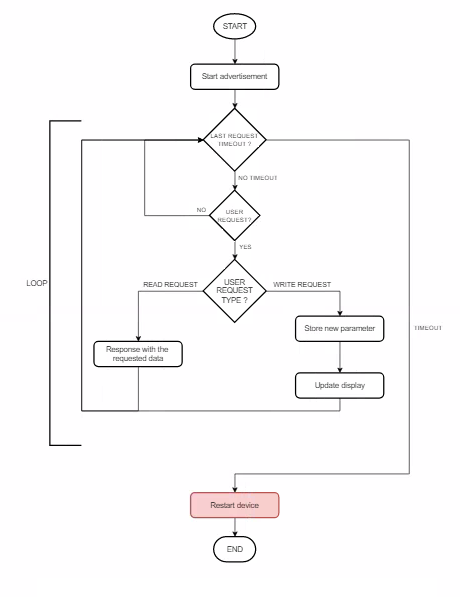 START
Start advertisement
LAST REQUEST
TIMEOUT ?
NO TIMEOUT
NO
USER
REQUEST?
YES
LOOP
READ REQUEST
USER
REQUEST
TYPE ?
WRITE REQUEST
Store new parameter
TIMEOUT
Response with the
requested data
Update display
Restart device
END